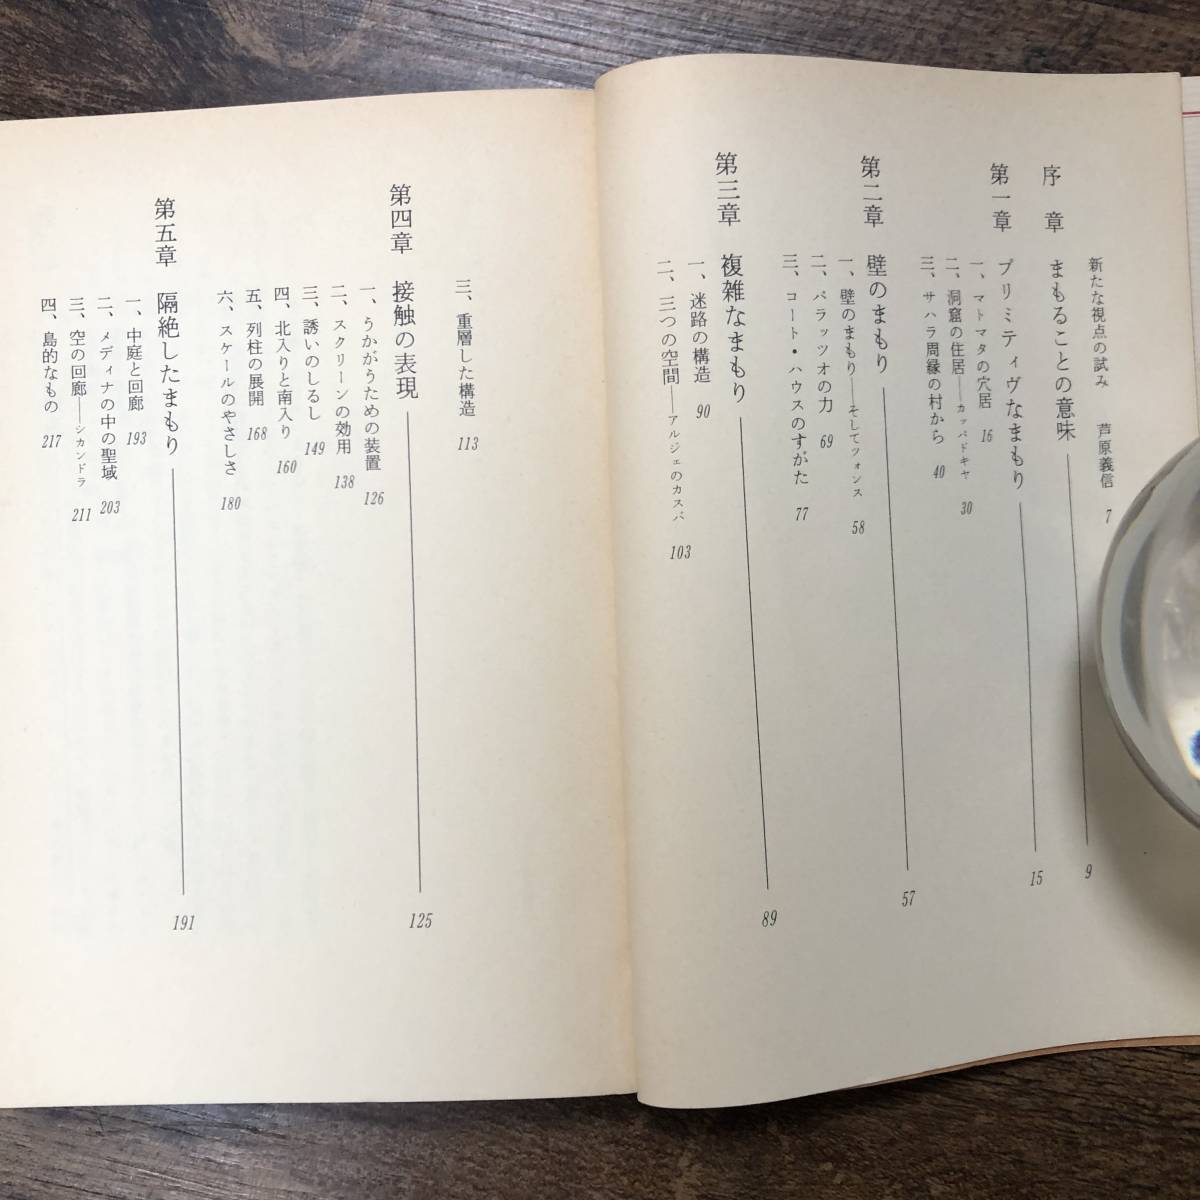 新たな視点の試み 芦原義信 7
序章 まもることの意味 9
第一章 プリミティヴなまもり 15
一、マトマタの穴居 16
二、洞窟の住居――カッパドキヤ 30
三、サハラ周縁の村から 40
第二章 壁のまもり 57
一、壁のまもり――そしてツォンス 58
二、パラッツオの力 69
三、コート・ハウスのすがた 77
第三章 複雑なまもり 89
一、迷路の構造 90
二、三つの空間――アルジェのカスバ 103
三、重層した構造 113
第四章 接触の表現 125
一、うかがうための装置 126
二、スクリーンの効用 138
三、誘いのしるし 149
四、北入りと南入り 160
五、列柱の展開 168
六、スケールのやさしさ 180
第五章 隔絶したまもり 191
一、中庭と回廊 193
二、メディナの中の聖域 203
三、空の回廊――シカンドラ 211
四、島的なもの 217